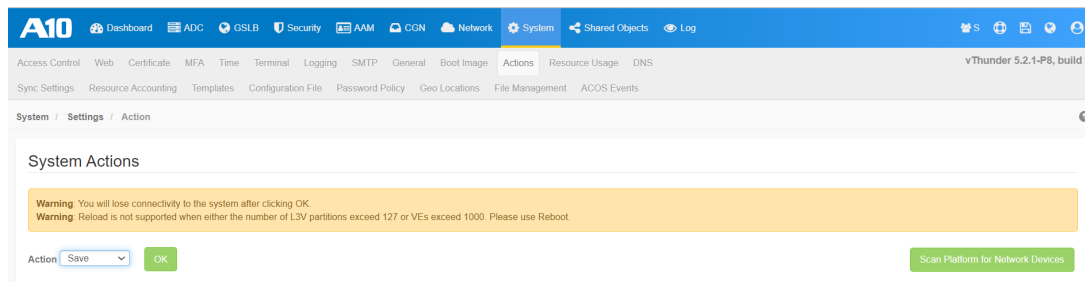 A10 Dashboard ADC GSLB Security AAM CGN Network System Shared Objects Log S
Access Control Web Certificate MFA Time Terminal Logging SMTP General Boot Image Actions Resource Usage DNS vThunder 5.2.1-P8, build
Sync Settings Resource Accounting Templates Configuration File Password Policy Geo Locations File Management ACOS Events
System / Settings / Action
System Actions
Warning: You will lose connectivity to the system after clicking OK.
Warning: Reload is not supported when either the number of L3V partitions exceed 127 or VEs exceed 1000. Please use Reboot.
Action Save OK Scan Platform for Network Devices